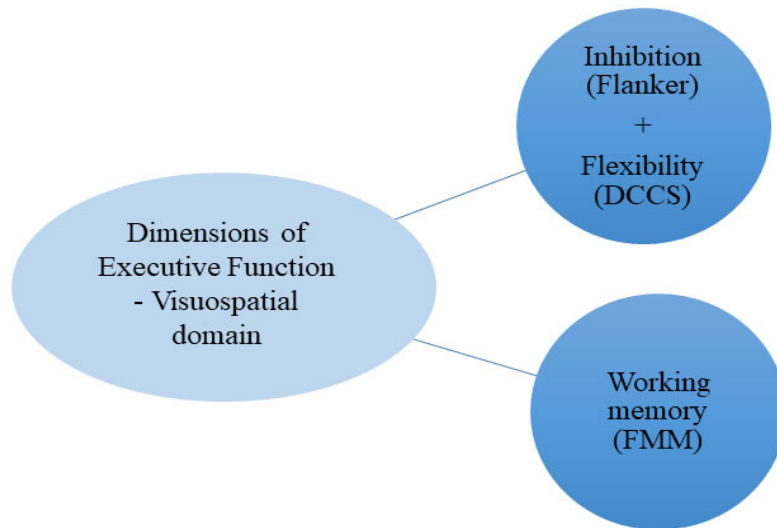 Inhibition
(Flanker)
+
Flexibility
(DCCS)
Dimensions of
Executive Function
- Visuospatial
domain
Working
memory
(FMM)